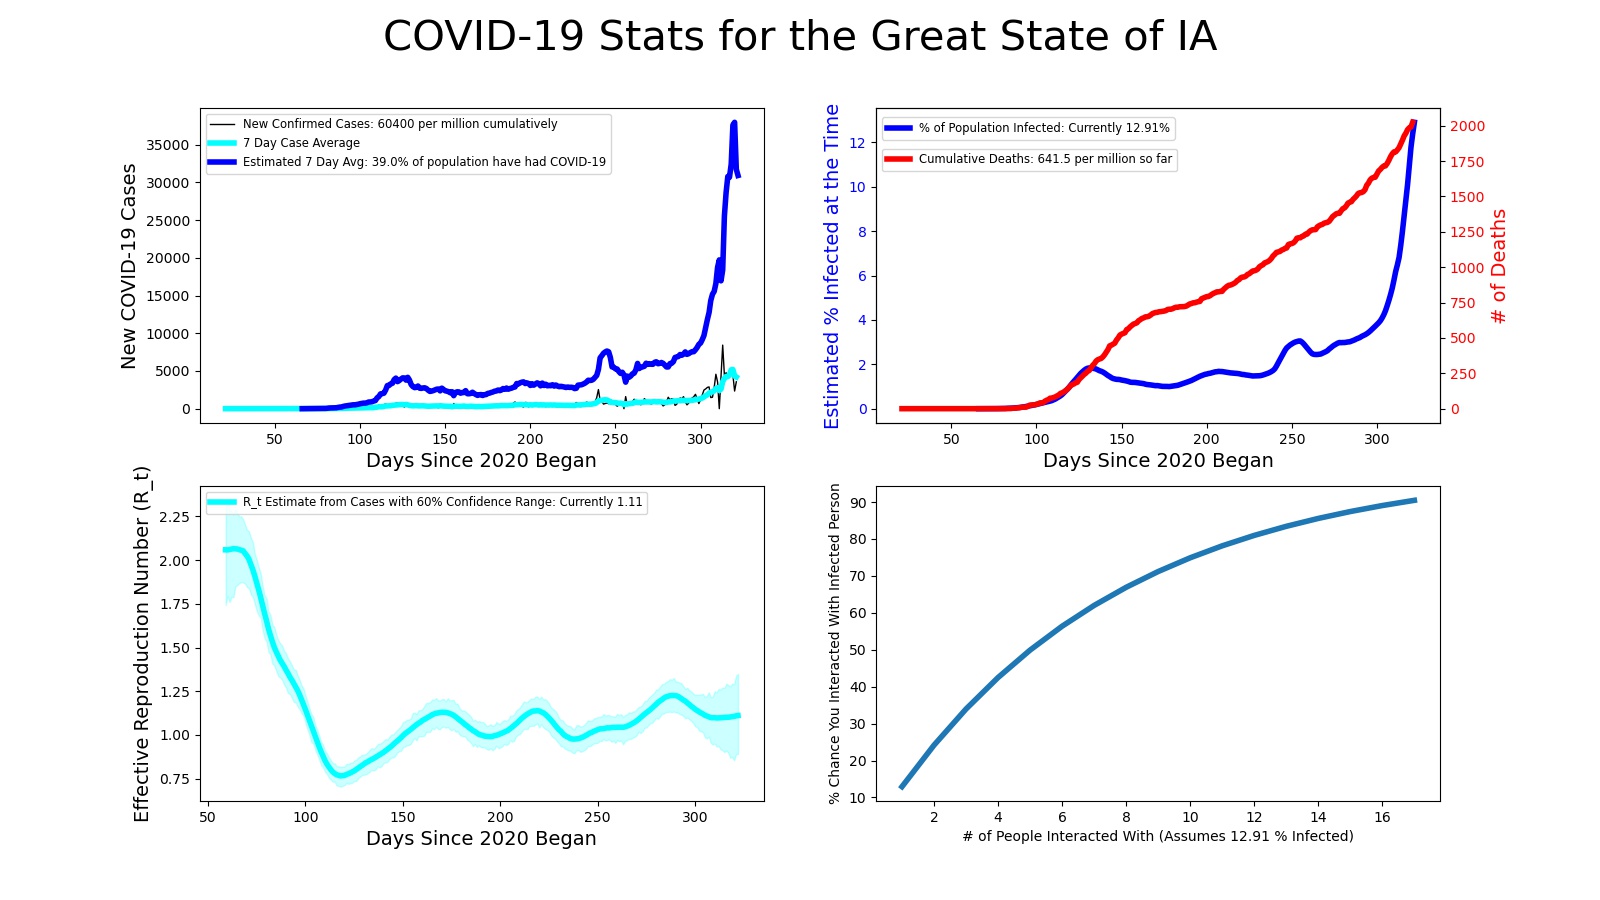 COVID-19 Stats for the Great State of IA
New COVID-19 Cases
35000
30000
25000
20000
15000
10000
5000
0
New Confirmed Cases: 60400 per million cumulatively
7 Day Case Average
Estimated 7 Day Avg: 39.0% of population have had COVID-19
50 100 150 200 250 300
Days Since 2020 Began
Estimated % Infected at the Time
12
10
8
6
4
2
0
% of Population Infected: Currently 12.91%
Cumulative Deaths: 641.5 per million so far
2000
1750
1500
1250
1000
750
500
250
0
# of Deaths
50 100 150 200 250 300
Days Since 2020 Began
Effective Reproduction Number (R_t)
2.25
2.00
1.75
1.50
1.25
1.00
0.75
R_t Estimate from Cases with 60% Confidence Range: Currently 1.11
50 100 150 200 250 300
Days Since 2020 Began
% Chance You Interacted With Infected Person
90
80
70
60
50
40
30
20
10
2 4 6 8 10 12 14 16
# of People Interacted With (Assumes 12.91 % Infected)